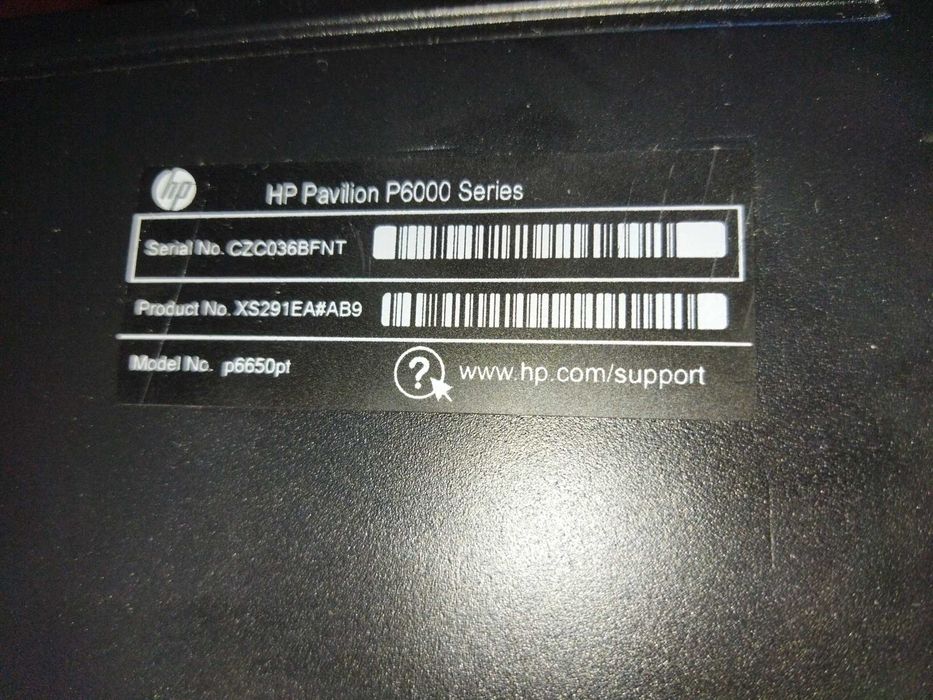 hp
HP Pavilion P6000 Series
Serial No. CZC036BFNT
Product No. XS291EA#AB9
Model No. p6650pt
? www.hp.com/support